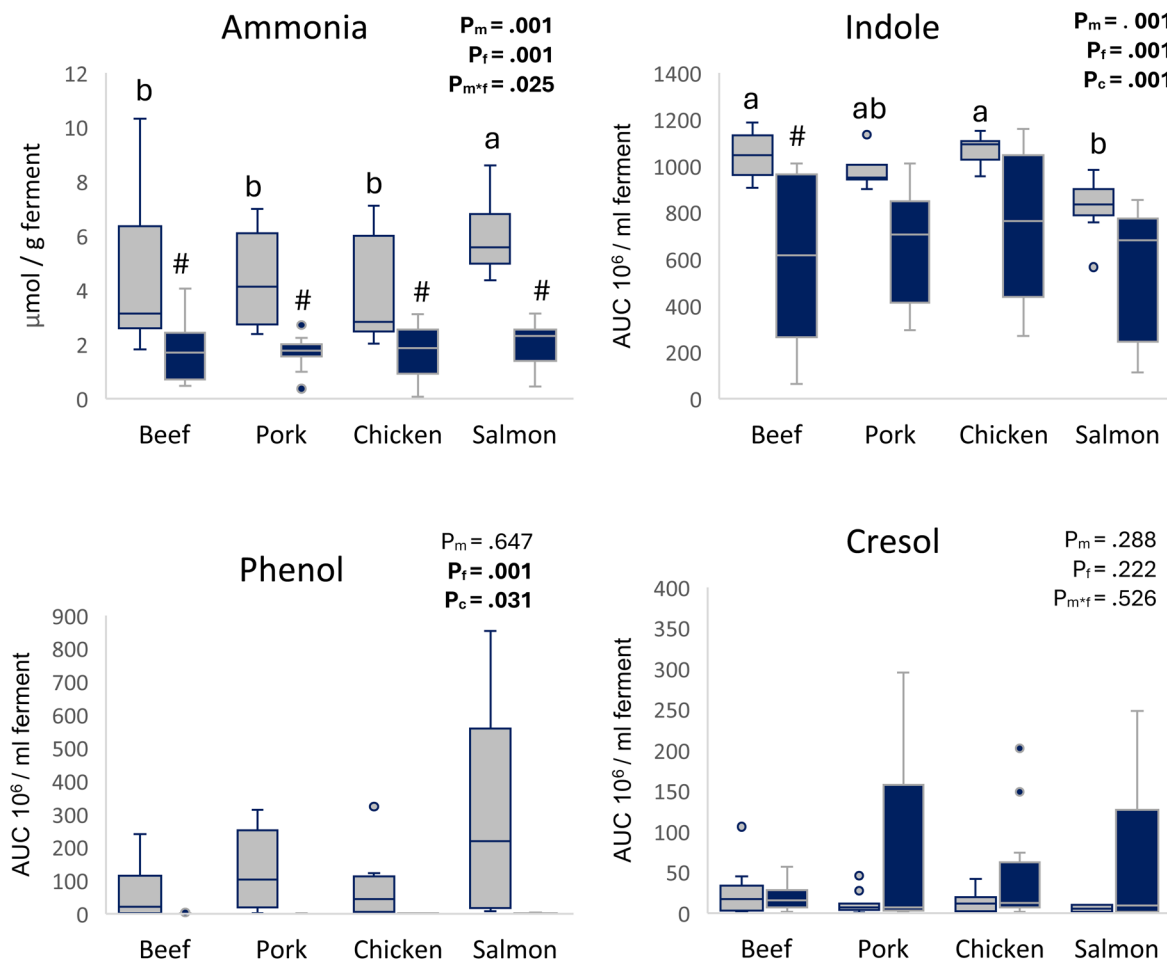 Ammonia
Pm = .001
Pf = .001
Pm*f = .025
μmol / g ferment
12
10
8
6
4
2
0
b
#
b
#
b
#
a
#
Beef Pork Chicken Salmon
Indole
Pm = . 001
Pf = .001
Pc = .001
AUC 10⁶ / ml ferment
1400
1200
1000
800
600
400
200
0
a
#
ab
a
b
Beef Pork Chicken Salmon
Phenol
Pm = .647
Pf = .001
Pc = .031
AUC 10⁶ / ml ferment
900
800
700
600
500
400
300
200
100
0
Beef Pork Chicken Salmon
Cresol
Pm = .288
Pf = .222
Pm*f = .526
AUC 10⁶ / ml ferment
400
350
300
250
200
150
100
50
0
Beef Pork Chicken Salmon